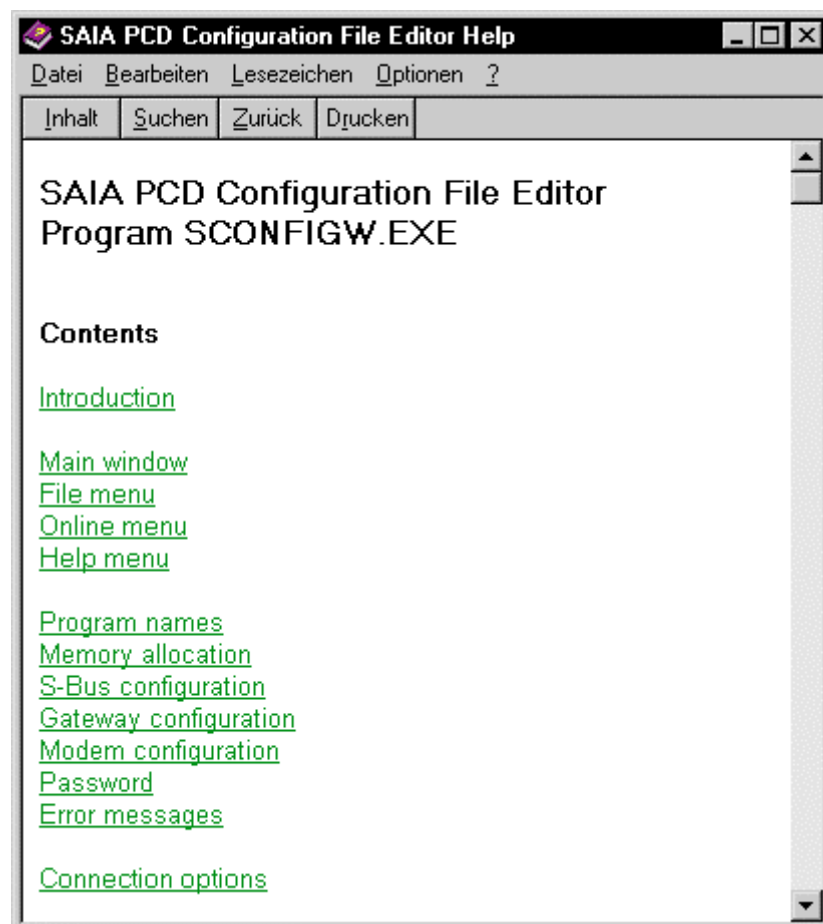 SAIA PCD Configuration File Editor Help
Datei Bearbeiten Lesezeichen Optionen ?
Inhalt Suchen Zurück Drucken
SAIA PCD Configuration File Editor
Program SCONFIGW.EXE
Contents
Introduction
Main window
File menu
Online menu
Help menu
Program names
Memory allocation
S-Bus configuration
Gateway configuration
Modem configuration
Password
Error messages
Connection options